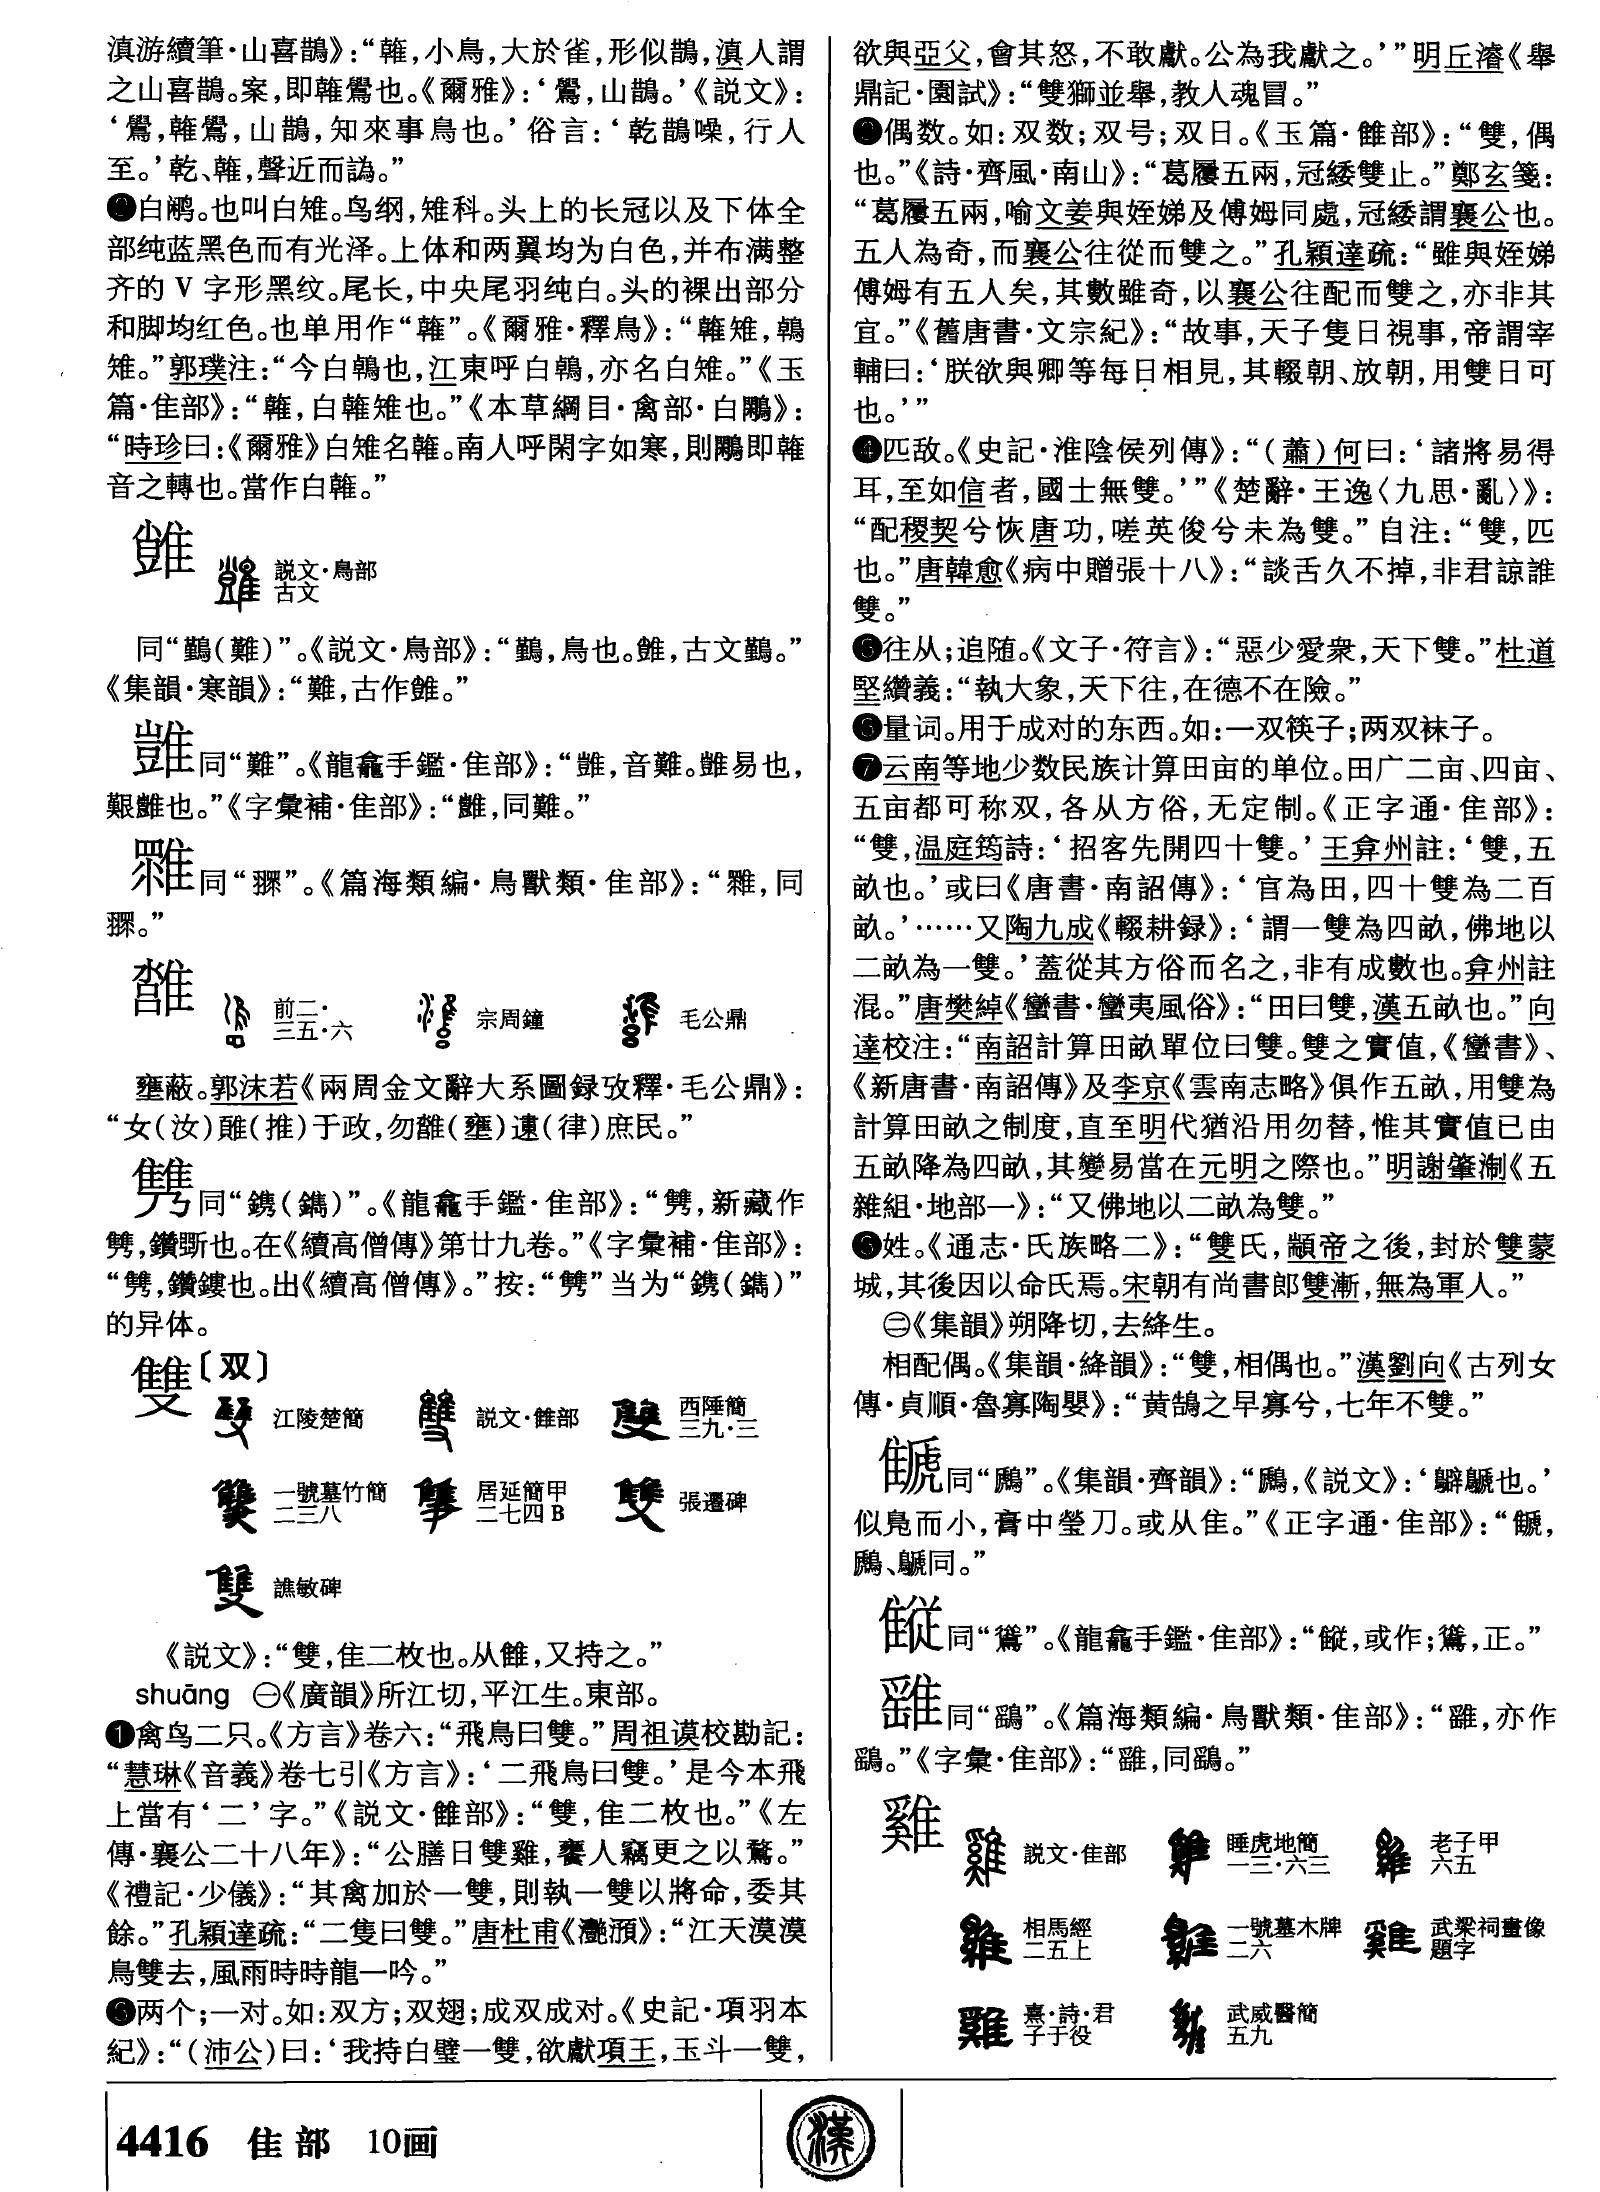 滇游續筆·山喜鵲》：“雗，小鳥，大於雀，形似鵲，滇人謂
之山喜鵲。案，即雗鷽也。《爾雅》：‘鷽，山鵲。’《説文》：
‘鷽，雗鷽，山鵲，知來事鳥也。’俗言：‘乾鵲噪，行人
至。’乾、雗，聲近而譌。”
❷白鹇。也叫白雉。鸟纲，雉科。头上的长冠以及下体全
部纯蓝黑色而有光泽。上体和两翼均为白色，并布满整
齐的 V 字形黑纹。尾长，中央尾羽纯白。头的裸出部分
和脚均红色。也单用作“雗”。《爾雅·釋鳥》：“雗雉，鶾
雉。”郭璞注：“今白鶾也，江東呼白鶾，亦名白雉。”《玉
篇·隹部》：“雗，白雗雉也。”《本草綱目·禽部·白鷳》：
“時珍曰：《爾雅》白雉名雗。南人呼閑字如寒，則鷳即雗
音之轉也。當作白雗。”
説文·鳥部
古文
同“鷬（難）”。《説文·鳥部》：“鷬，鳥也。，古文鷬。”
《集韻·寒韻》：“難，古作。”
同“難”。《龍龕手鑑·隹部》：“，音難。易也，
艱也。”《字彙補·隹部》：“，同難。”
同“”。《篇海類編·鳥獸類·隹部》：“，同
。”
前二·
三五·六
宗周鐘
毛公鼎
壅蔽。郭沫若《兩周金文辭大系圖録攷釋·毛公鼎》：
“女（汝）（推）于政，勿（壅）（律）庶民。”
同“鎸（鐫）”。《龍龕手鑑·隹部》：“，新藏作
，鑽斲也。在《續高僧傳》第廿九卷。”《字彙補·隹部》：
“，鑽鏤也。出《續高僧傳》。”按：“”当为“鎸（鐫）”
的异体。
雙〔双〕
江陵楚簡
説文·雔部
西陲簡
三九·三
一號墓竹簡
二三八
居延簡甲
二七四B
張遷碑
譙敏碑
《説文》：“雙，隹二枚也。从雔，又持之。”
shuāng ㊀《廣韻》所江切，平江生。東部。
❶禽鸟二只。《方言》卷六：“飛鳥曰雙。”周祖谟校勘記：
“慧琳《音義》卷七引《方言》：‘二飛鳥曰雙。’是今本飛
上當有‘二’字。”《説文·雔部》：“雙，隹二枚也。”《左
傳·襄公二十八年》：“公膳日雙雞，饔人竊更之以鶩。”
《禮記·少儀》：“其禽加於一雙，則執一雙以將命，委其
餘。”孔穎達疏：“二隻曰雙。”唐杜甫《灔澦》：“江天漠漠
鳥雙去，風雨時時龍一吟。”
❸两个；一对。如：双方；双翅；成双成对。《史記·項羽本
紀》：“（沛公）曰：‘我持白璧一雙，欲獻項王，玉斗一雙，
欲與亞父，會其怒，不敢獻。公為我獻之。’”明丘濬《舉
鼎記·園試》：“雙獅並舉，教人魂冒。”
❸偶数。如：双数；双号；双日。《玉篇·雔部》：“雙，偶
也。”《詩·齊風·南山》：“葛屨五兩，冠緌雙止。”鄭玄箋：
“葛屨五兩，喻文姜與姪娣及傅姆同處，冠緌謂襄公也。
五人為奇，而襄公往從而雙之。”孔穎達疏：“雖與姪娣
傅姆有五人矣，其數雖奇，以襄公往配而雙之，亦非其
宜。”《舊唐書·文宗紀》：“故事，天子隻日視事，帝謂宰
輔曰：‘朕欲與卿等每日相見，其輟朝、放朝，用雙日可
也。’”
❹匹敌。《史記·淮陰侯列傳》：“（蕭）何曰：‘諸將易得
耳，至如信者，國士無雙。’”《楚辭·王逸〈九思·亂〉》：
“配稷契兮恢唐功，嗟英俊兮未為雙。”自注：“雙，匹
也。”唐韓愈《病中贈張十八》：“談舌久不掉，非君諒誰
雙。”
❺往从；追随。《文子·符言》：“惡少愛衆，天下雙。”杜道
堅纘義：“執大象，天下往，在德不在險。”
❻量词。用于成对的东西。如：一双筷子；两双袜子。
❼云南等地少数民族计算田亩的单位。田广二亩、四亩、
五亩都可称双，各从方俗，无定制。《正字通·隹部》：
“雙，温庭筠詩：‘招客先開四十雙。’王弇州註：‘雙，五
畝也。’或曰《唐書·南詔傳》：‘官為田，四十雙為二百
畝。’……又陶九成《輟耕録》：‘謂一雙為四畝，佛地以
二畝為一雙。’蓋從其方俗而名之，非有成數也。弇州註
混。”唐樊綽《蠻書·蠻夷風俗》：“田曰雙，漢五畝也。”向
達校注：“南詔計算田畝單位曰雙。雙之實值，《蠻書》、
《新唐書·南詔傳》及李京《雲南志略》俱作五畝，用雙為
計算田畝之制度，直至明代猶沿用勿替，惟其實值已由
五畝降為四畝，其變易當在元明之際也。”明謝肇淛《五
雜組·地部一》：“又佛地以二畝為雙。”
❽姓。《通志·氏族略二》：“雙氏，顓帝之後，封於雙蒙
城，其後因以命氏焉。宋朝有尚書郎雙漸，無為軍人。”
㊁《集韻》朔降切，去絳生。
相配偶。《集韻·絳韻》：“雙，相偶也。”漢劉向《古列女
傳·貞順·魯寡陶嬰》：“黄鵠之早寡兮，七年不雙。”
同“鷉”。《集韻·齊韻》：“鷉，《説文》：‘也。’
似鳧而小，膏中瑩刀。或从隹。”《正字通·隹部》：“，
鷉、同。”
同“”。《龍龕手鑑·隹部》：“，或作；，正。”
同“鷂”。《篇海類編·鳥獸類·隹部》：“，亦作
鷂。”《字彙·隹部》：“，同鷂。”
雞
説文·隹部
睡虎地簡
一三·六三
老子甲
六五
相馬經
二五上
一號墓木牌
二六
武梁祠畫像
題字
熹·詩·君
子于役
武威醫簡
五九
4416 隹部 10画
漢